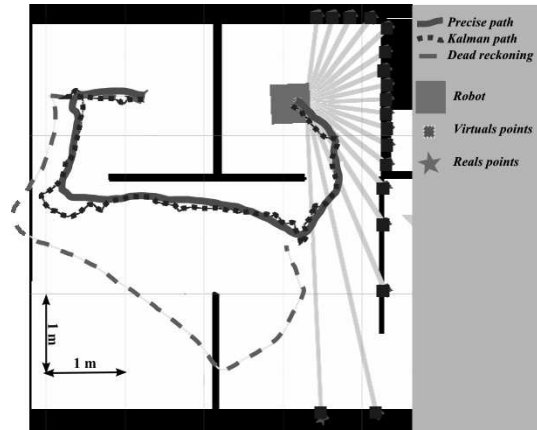 Precise path
Kalman path
Dead reckoning
Robot
Virtuals points
Reals points
1 m
1 m